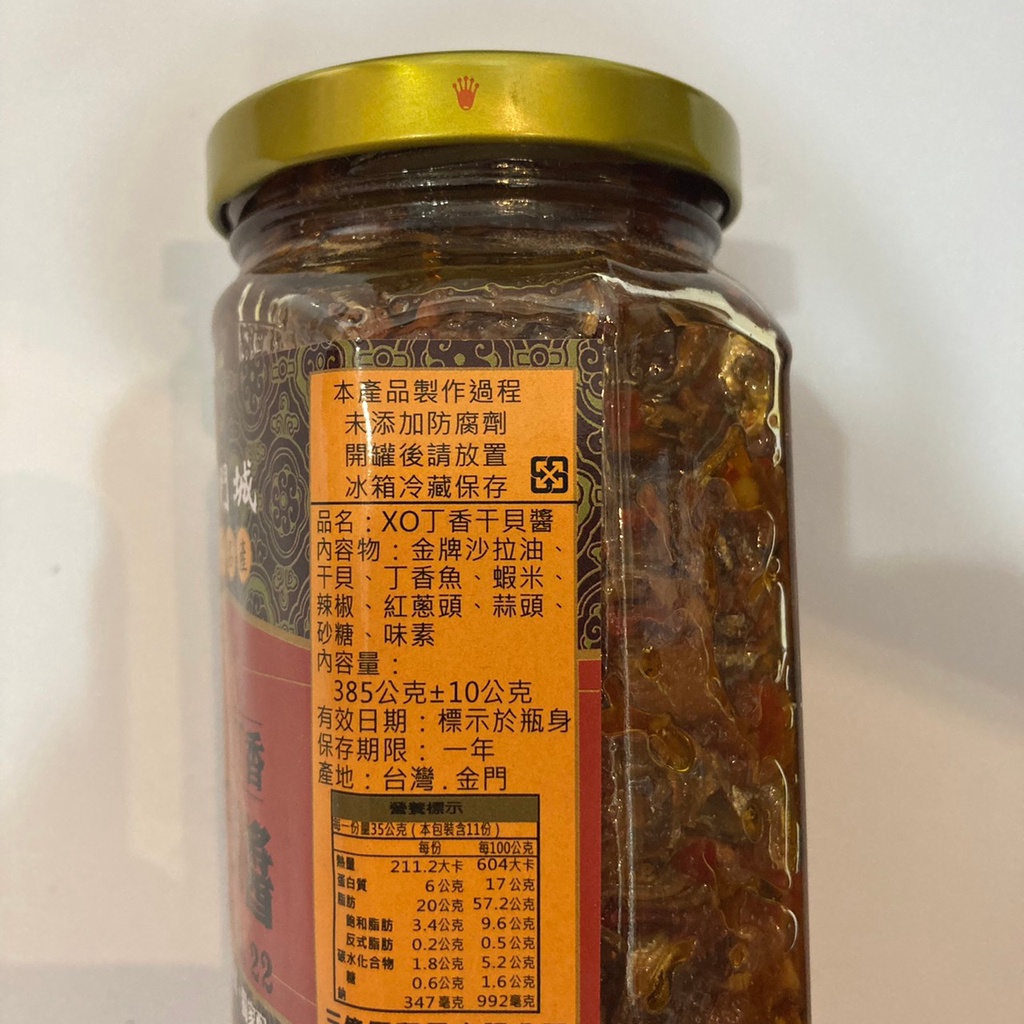 本產品製作過程
未添加防腐劑
開罐後請放置
冰箱冷藏保存
品名：XO丁香干貝醬
內容物：金牌沙拉油、
干貝、丁香魚、蝦米、
辣椒、紅蔥頭、蒜頭、
砂糖、味素
內容量：
385公克±10公克
有效日期：標示於瓶身
保存期限：一年
產地：台灣.金門
營養標示
每一份量35公克(本包裝含11份)
每份 每100公克
熱量 211.2大卡 604大卡
蛋白質 6公克 17公克
脂肪 20公克 57.2公克
飽和脂肪 3.4公克 9.6公克
反式脂肪 0.2公克 0.5公克
碳水化合物 1.8公克 5.2公克
糖 0.6公克 1.6公克
鈉 347毫克 992毫克
城
產
香
醬
22